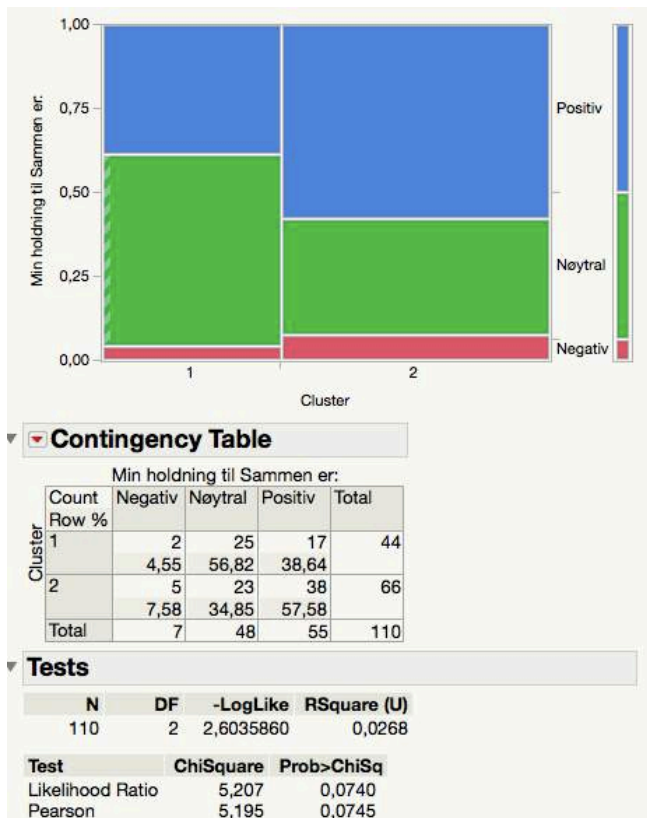 1,00
0,75
0,50
0,25
0,00
Min holdning til Sammen er:
Positiv
Nøytral
Negativ
1 2
Cluster
Contingency Table
Min holdning til Sammen er:
Count Negativ Nøytral Positiv Total
Row %
Cluster
1 2 25 17 44
4,55 56,82 38,64
2 5 23 38 66
7,58 34,85 57,58
Total 7 48 55 110
Tests
N DF -LogLike RSquare (U)
110 2 2,6035860 0,0268
Test ChiSquare Prob>ChiSq
Likelihood Ratio 5,207 0,0740
Pearson 5,195 0,0745